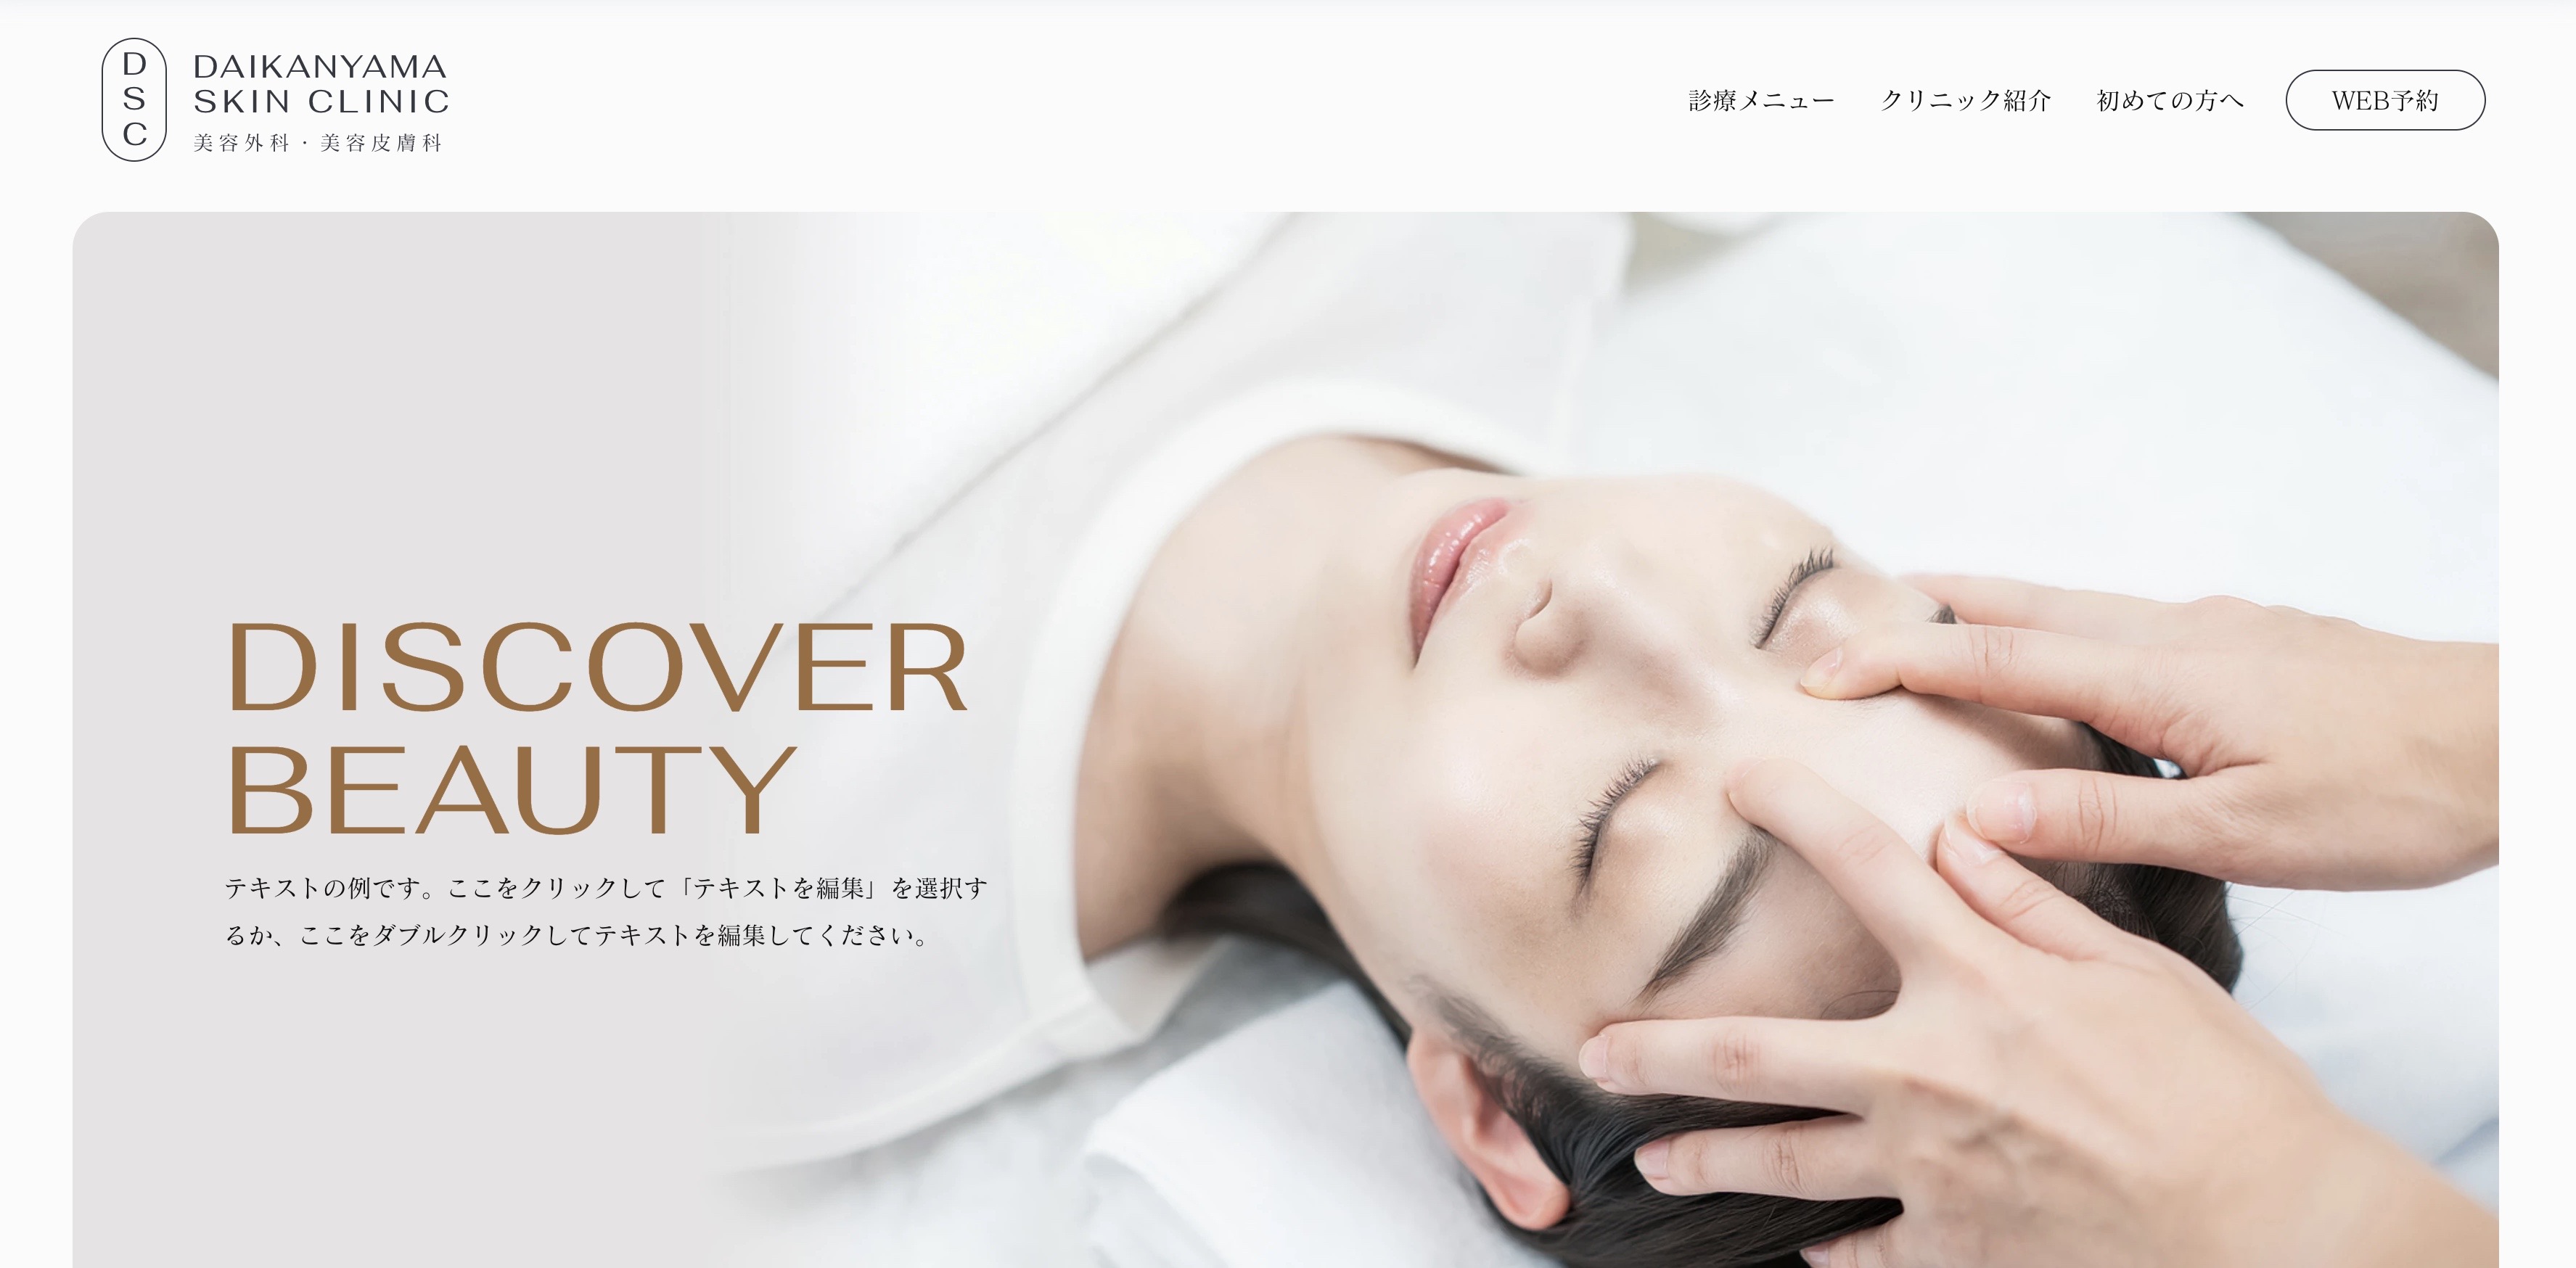 D
S
C
DAIKANYAMA
SKIN CLINIC
美容外科・美容皮膚科
診療メニュー
クリニック紹介
初めての方へ
WEB予約
DISCOVER
BEAUTY
テキストの例です。ここをクリックして「テキストを編集」を選択す
るか、ここをダブルクリックしてテキストを編集してください。